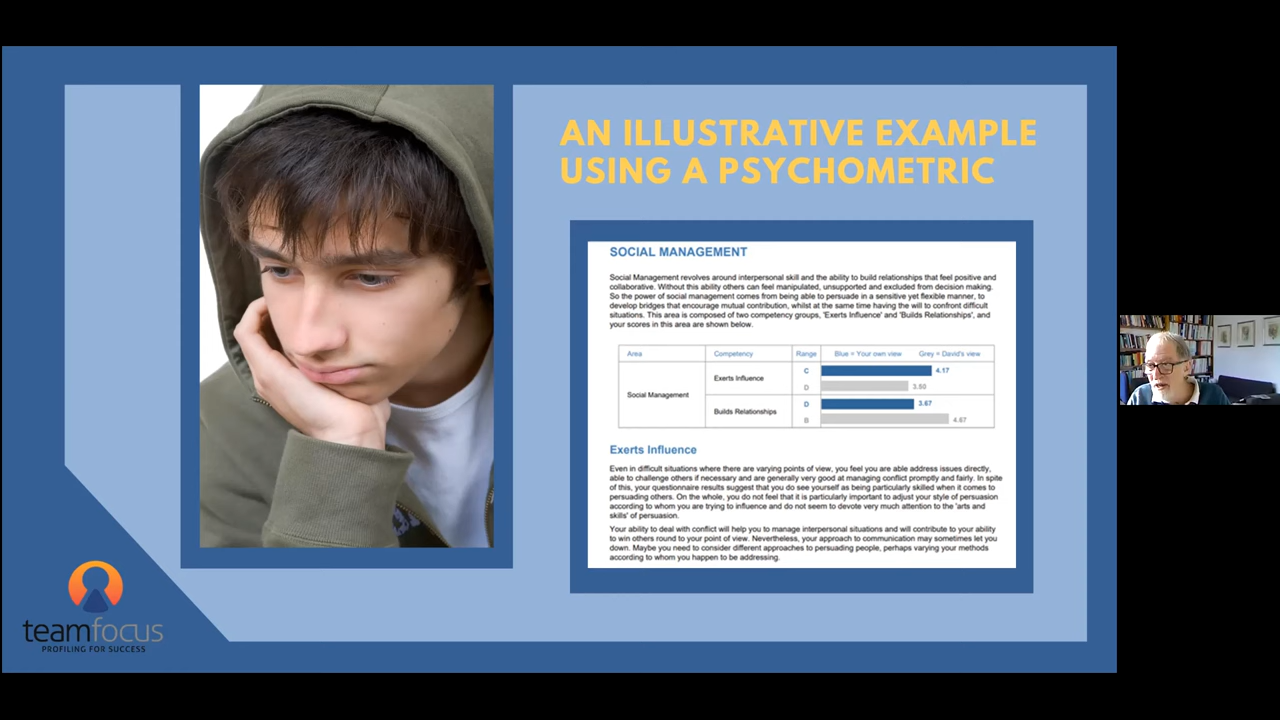 AN ILLUSTRATIVE EXAMPLE
USING A PSYCHOMETRIC
SOCIAL MANAGEMENT
Social Management revolves around interpersonal skill and the ability to build relationships that feel positive and
collaborative. Without this ability others can feel manipulated, unsupported and excluded from decision making.
So the power of social management comes from being able to persuade in a sensitive yet flexible manner, to
develop bridges that encourage mutual contribution, whilst at the same time having the will to confront difficult
situations. This area is composed of two competency groups, 'Exerts Influence' and 'Builds Relationships', and
your scores in this area are shown below.
Area Competency Range Blue = Your own view Grey = David's view
Exerts Influence C 4.17
D 3.50
Social Management
Builds Relationships D 3.67
B 4.67
Exerts Influence
Even in difficult situations where there are varying points of view, you feel you are able address issues directly,
able to challenge others if necessary and are generally very good at managing conflict promptly and fairly. In spite
of this, your questionnaire results suggest that you do see yourself as being particularly skilled when it comes to
persuading others. On the whole, you do not feel that it is particularly important to adjust your style of persuasion
according to whom you are trying to influence and do not seem to devote very much attention to the 'arts and
skills' of persuasion.
Your ability to deal with conflict will help you to manage interpersonal situations and will contribute to your ability
to win others round to your point of view. Nevertheless, your approach to communication may sometimes let you
down. Maybe you need to consider different approaches to persuading people, perhaps varying your methods
according to whom you happen to be addressing.
teamfocus
PROFILING FOR SUCCESS